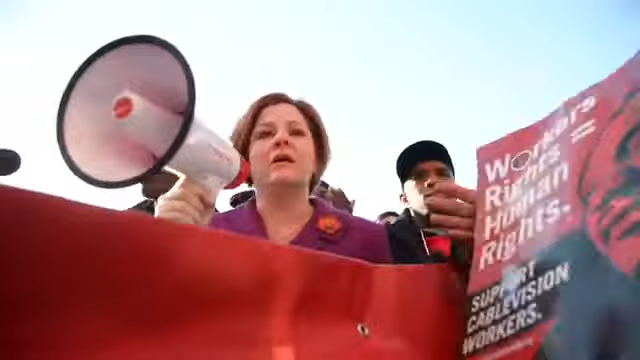 Workers
Rights =
Human
Rights.
SUPPORT
CABLEVISION
WORKERS.